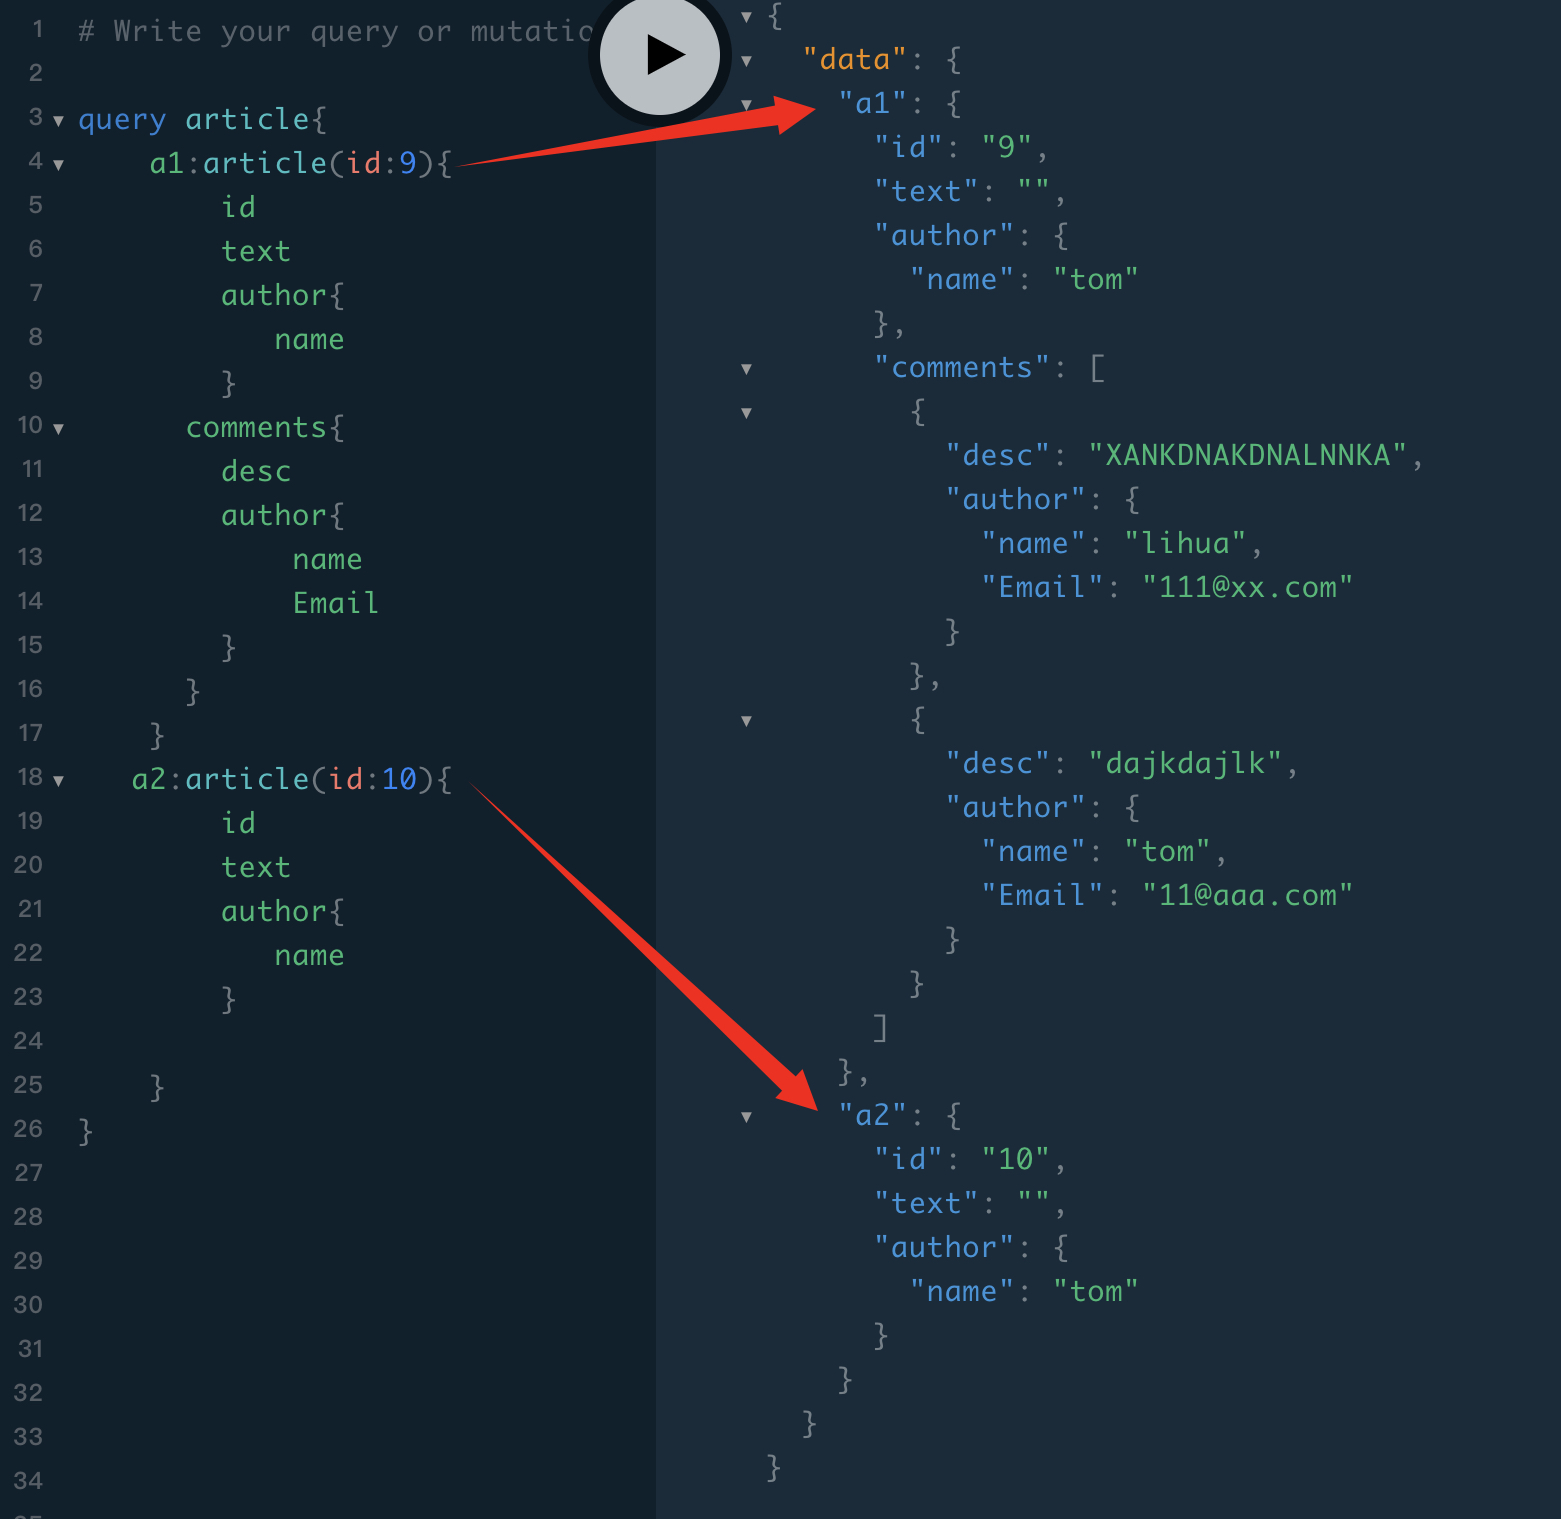 1 # Write your query or mutatio
2
3 query article{
4 a1:article(id:9){
5 id
6 text
7 author{
8 name
9 }
10 comments{
11 desc
12 author{
13 name
14 Email
15 }
16 }
17 }
18 a2:article(id:10){
19 id
20 text
21 author{
22 name
23 }
24
25 }
26 }
27
28
29
30
31
32
33
34
{
"data": {
"a1": {
"id": "9",
"text": "",
"author": {
"name": "tom"
},
"comments": [
{
"desc": "XANKDNAKDNALNNKA",
"author": {
"name": "lihua",
"Email": "111@xx.com"
}
},
{
"desc": "dajkdajlk",
"author": {
"name": "tom",
"Email": "11@aaa.com"
}
}
]
},
"a2": {
"id": "10",
"text": "",
"author": {
"name": "tom"
}
}
}
}